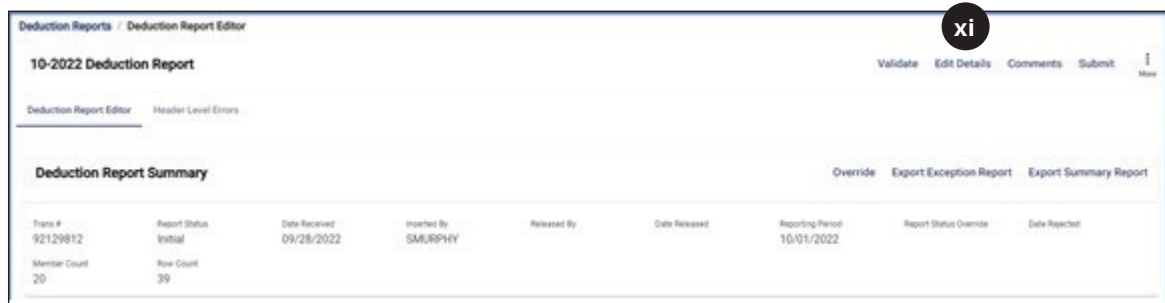 xi
Deduction Reports / Deduction Report Editor
10-2022 Deduction Report Validate Edit Details Comments Submit More
Deduction Report Editor Header Level Errors
Deduction Report Summary Override Export Exception Report Export Summary Report
Trans # Report Status Date Received Inserted By Released By Date Released Reporting Period Report Status Override Date Rejected
92129812 Initial 09/28/2022 SMURPHY 10/01/2022
Member Count Row Count
20 39